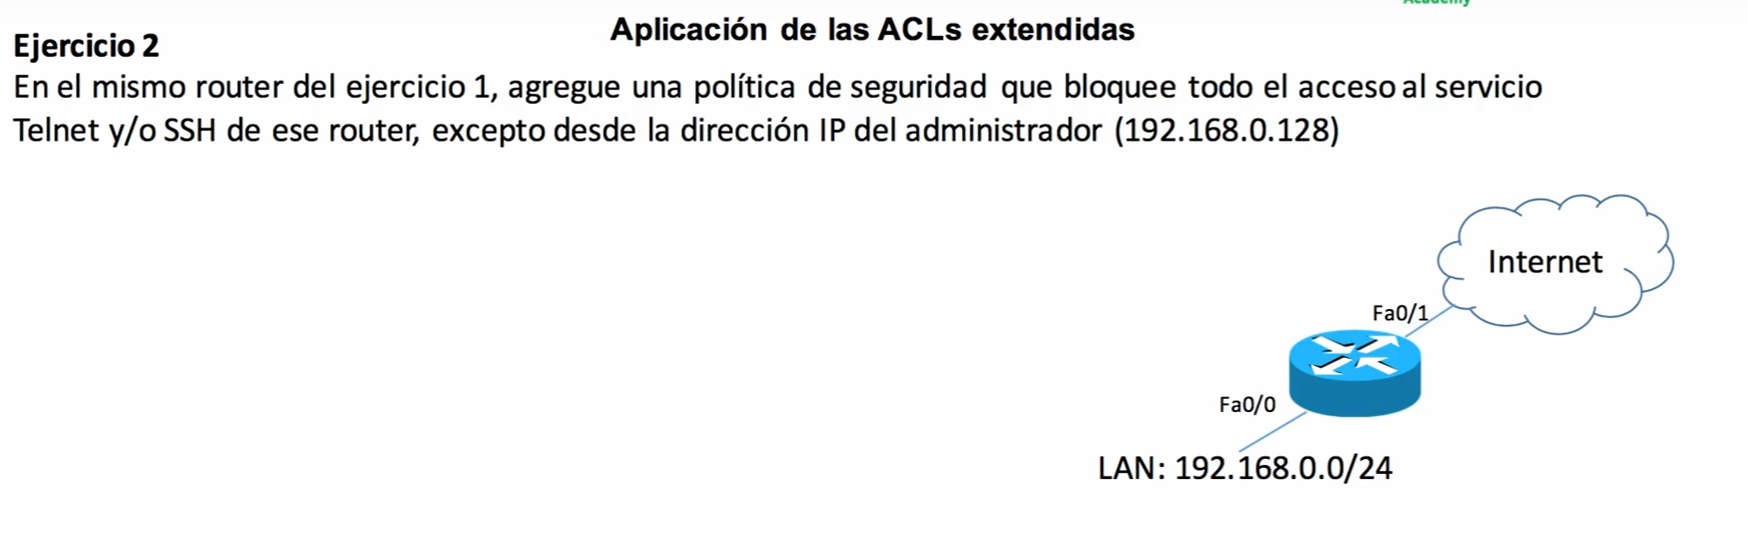 Academy
Aplicación de las ACLs extendidas
Ejercicio 2
En el mismo router del ejercicio 1, agregue una política de seguridad que bloquee todo el acceso al servicio
Telnet y/o SSH de ese router, excepto desde la dirección IP del administrador (192.168.0.128)
Internet
Fa0/1
Fa0/0
LAN: 192.168.0.0/24